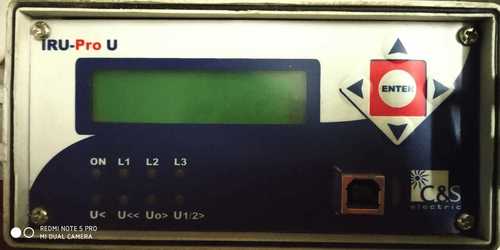 IRU-Pro U
ENTER
ON L1 L2 L3
U< U<< Uo> U1/2>
C&S
electric
REDMI NOTE 5 PRO
MI DUAL CAMERA